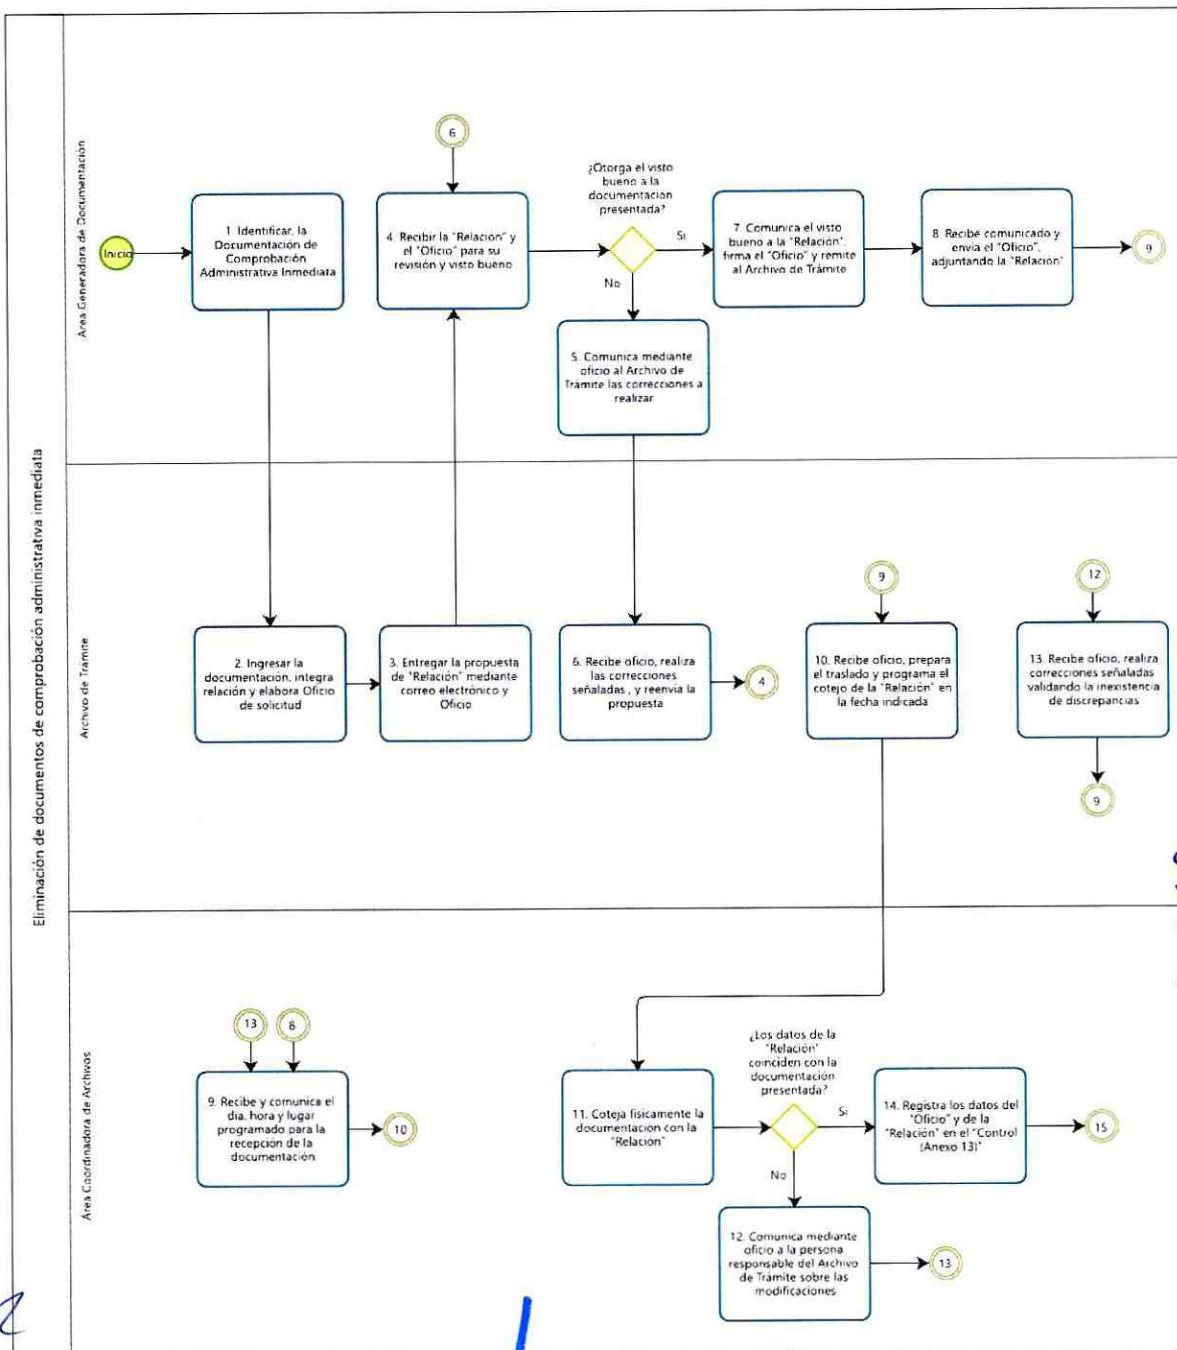 Eliminación de documentos de comprobación administrativa inmediata
Área Generadora de Documentación
Inicio
1. Identificar, la
Documentación de
Comprobación
Administrativa Inmediata
6
4. Recibir la "Relación" y
el "Oficio" para su
revisión y visto bueno
¿Otorga el visto
bueno a la
documentación
presentada?
Si
No
7. Comunica el visto
bueno a la "Relación",
firma el "Oficio" y remite
al Archivo de Trámite
8. Recibe comunicado y
envía el "Oficio",
adjuntando la "Relación"
9
5. Comunica mediante
oficio al Archivo de
Trámite las correcciones a
realizar
Archivo de Trámite
2. Ingresar la
documentación, integra
relación y elabora Oficio
de solicitud
3. Entregar la propuesta
de "Relación" mediante
correo electrónico y
Oficio
6. Recibe oficio, realiza
las correcciones
señaladas , y reenvía la
propuesta
4
9
10. Recibe oficio, prepara
el traslado y programa el
cotejo de la "Relación" en
la fecha indicada
12
13. Recibe oficio, realiza
correcciones señaladas
validando la inexistencia
de discrepancias
9
Área Coordinadora de Archivos
13
8
9. Recibe y comunica el
día, hora y lugar
programado para la
recepción de la
documentación
10
11. Coteja físicamente la
documentación con la
"Relación"
¿Los datos de la
"Relación"
coinciden con la
documentación
presentada?
Si
No
14. Registra los datos del
"Oficio" y de la
"Relación" en el "Control
(Anexo 13)"
15
12. Comunica mediante
oficio a la persona
responsable del Archivo
de Trámite sobre las
modificaciones
13